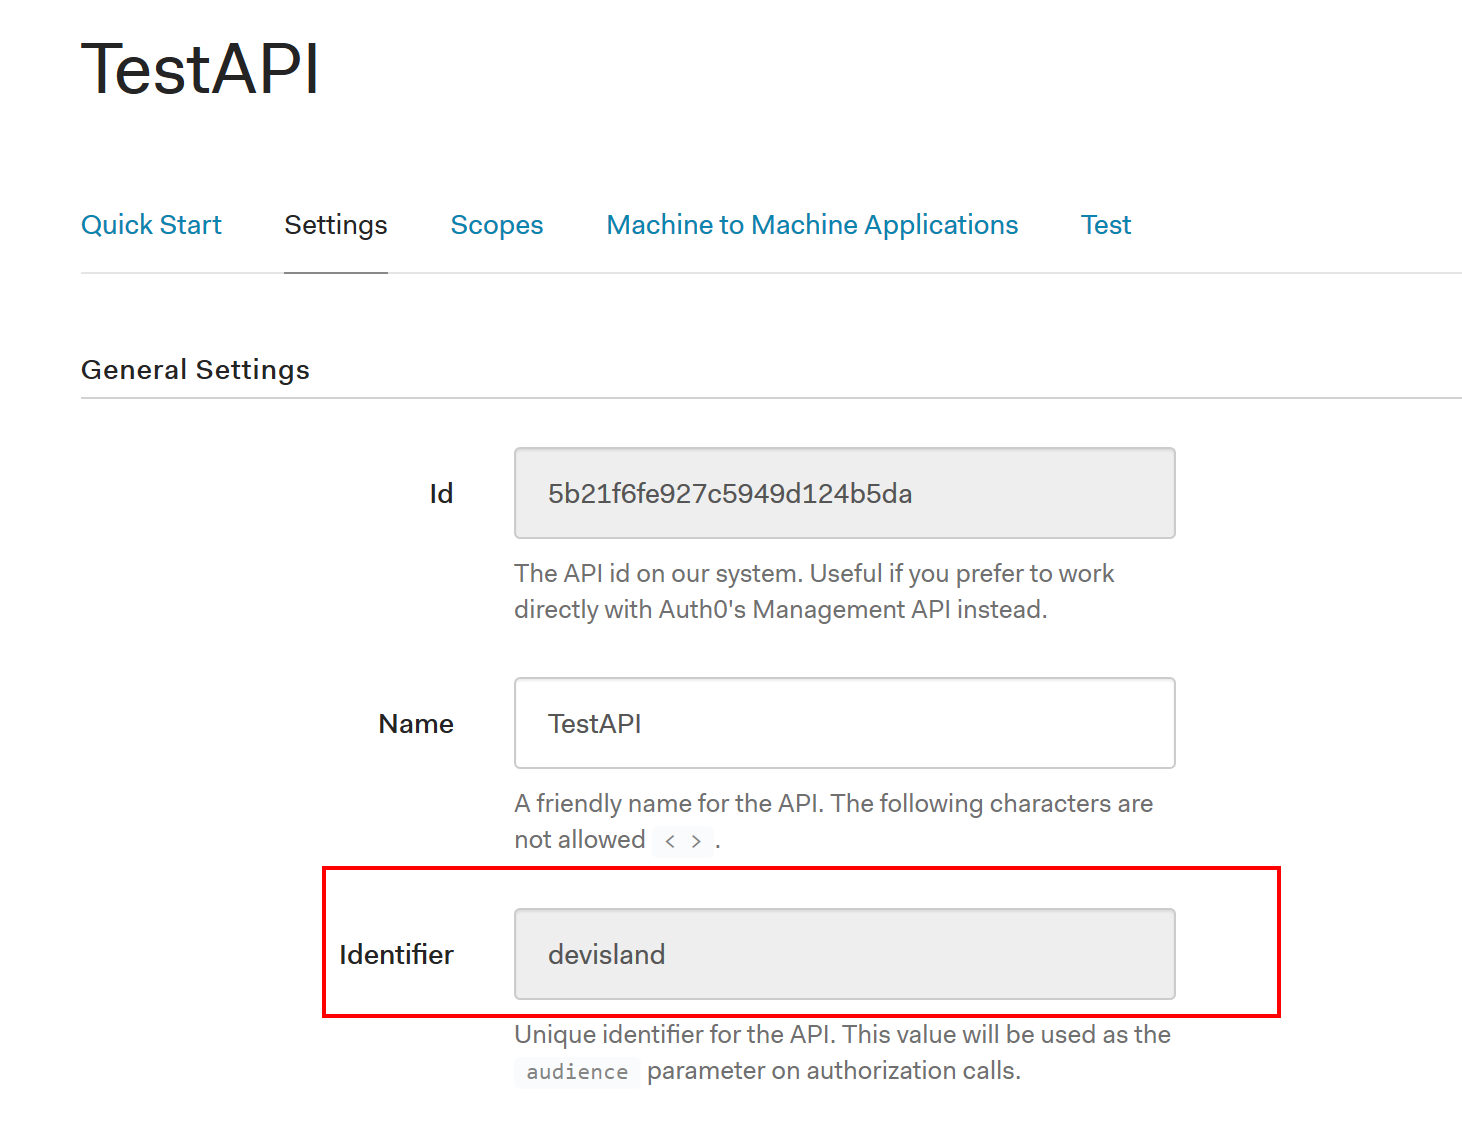 TestAPI
Quick Start Settings Scopes Machine to Machine Applications Test
General Settings
Id 5b21f6fe927c5949d124b5da
The API id on our system. Useful if you prefer to work
directly with Auth0's Management API instead.
Name TestAPI
A friendly name for the API. The following characters are
not allowed < > .
Identifier devisland
Unique identifier for the API. This value will be used as the
audience parameter on authorization calls.